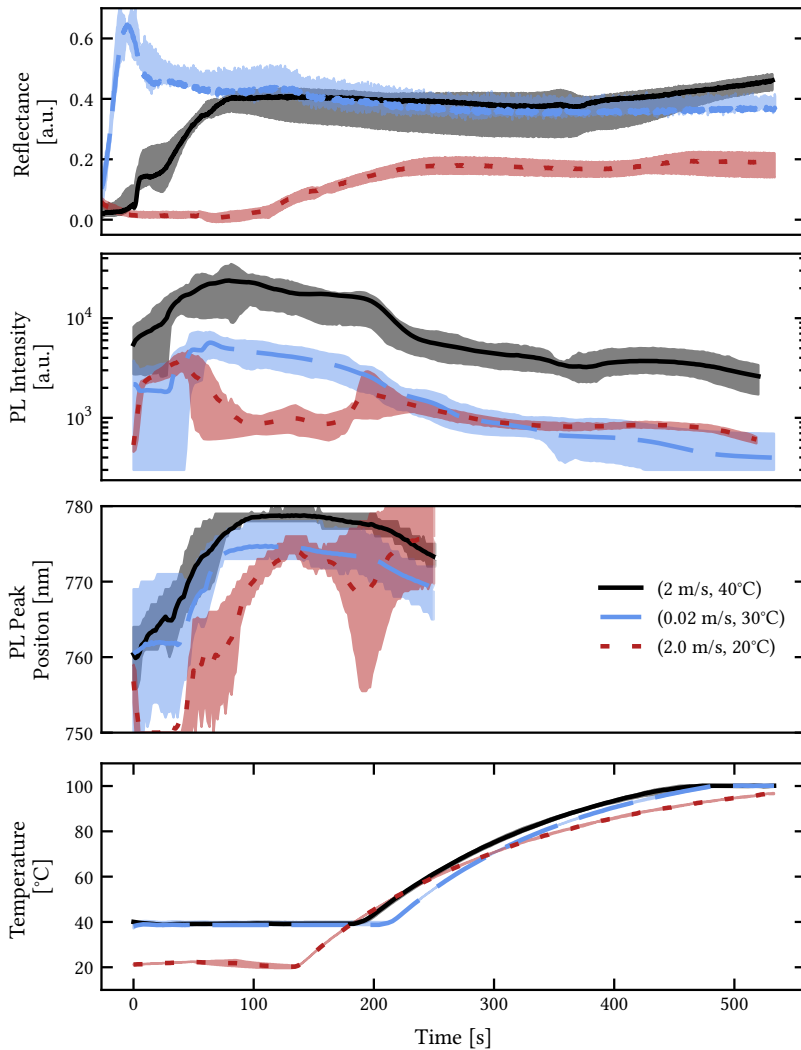 0.6
0.4
0.2
0.0
Reflectance
[a.u.]
10⁴
10³
PL Intensity
[a.u.]
780
770
760
750
PL Peak
Positon [nm]
(2 m/s, 40°C)
(0.02 m/s, 30°C)
(2.0 m/s, 20°C)
100
80
60
40
20
Temperature
[°C]
0 100 200 300 400 500
Time [s]